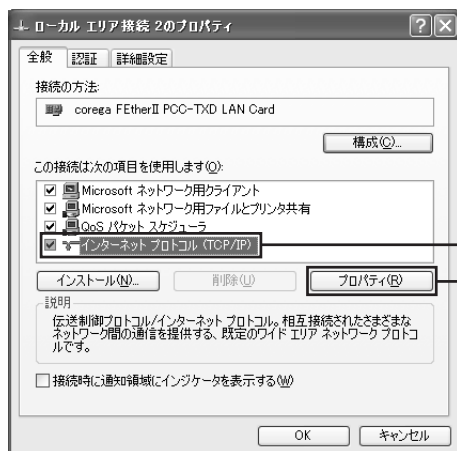 ローカル エリア接続 2のプロパティ
全般 認証 詳細設定
接続の方法:
corega FEtherII PCC-TXD LAN Card
構成(C)...
この接続は次の項目を使用します(O):
Microsoft ネットワーク用クライアント
Microsoft ネットワーク用ファイルとプリンタ共有
QoS パケット スケジューラ
インターネット プロトコル (TCP/IP)
インストール(N)... 削除(U) プロパティ(R)
説明
伝送制御プロトコル/インターネット プロトコル。相互接続されたさまざまな
ネットワーク間の通信を提供する、既定のワイド エリア ネットワーク プロトコ
ルです。
接続時に通知領域にインジケータを表示する(W)
OK キャンセル